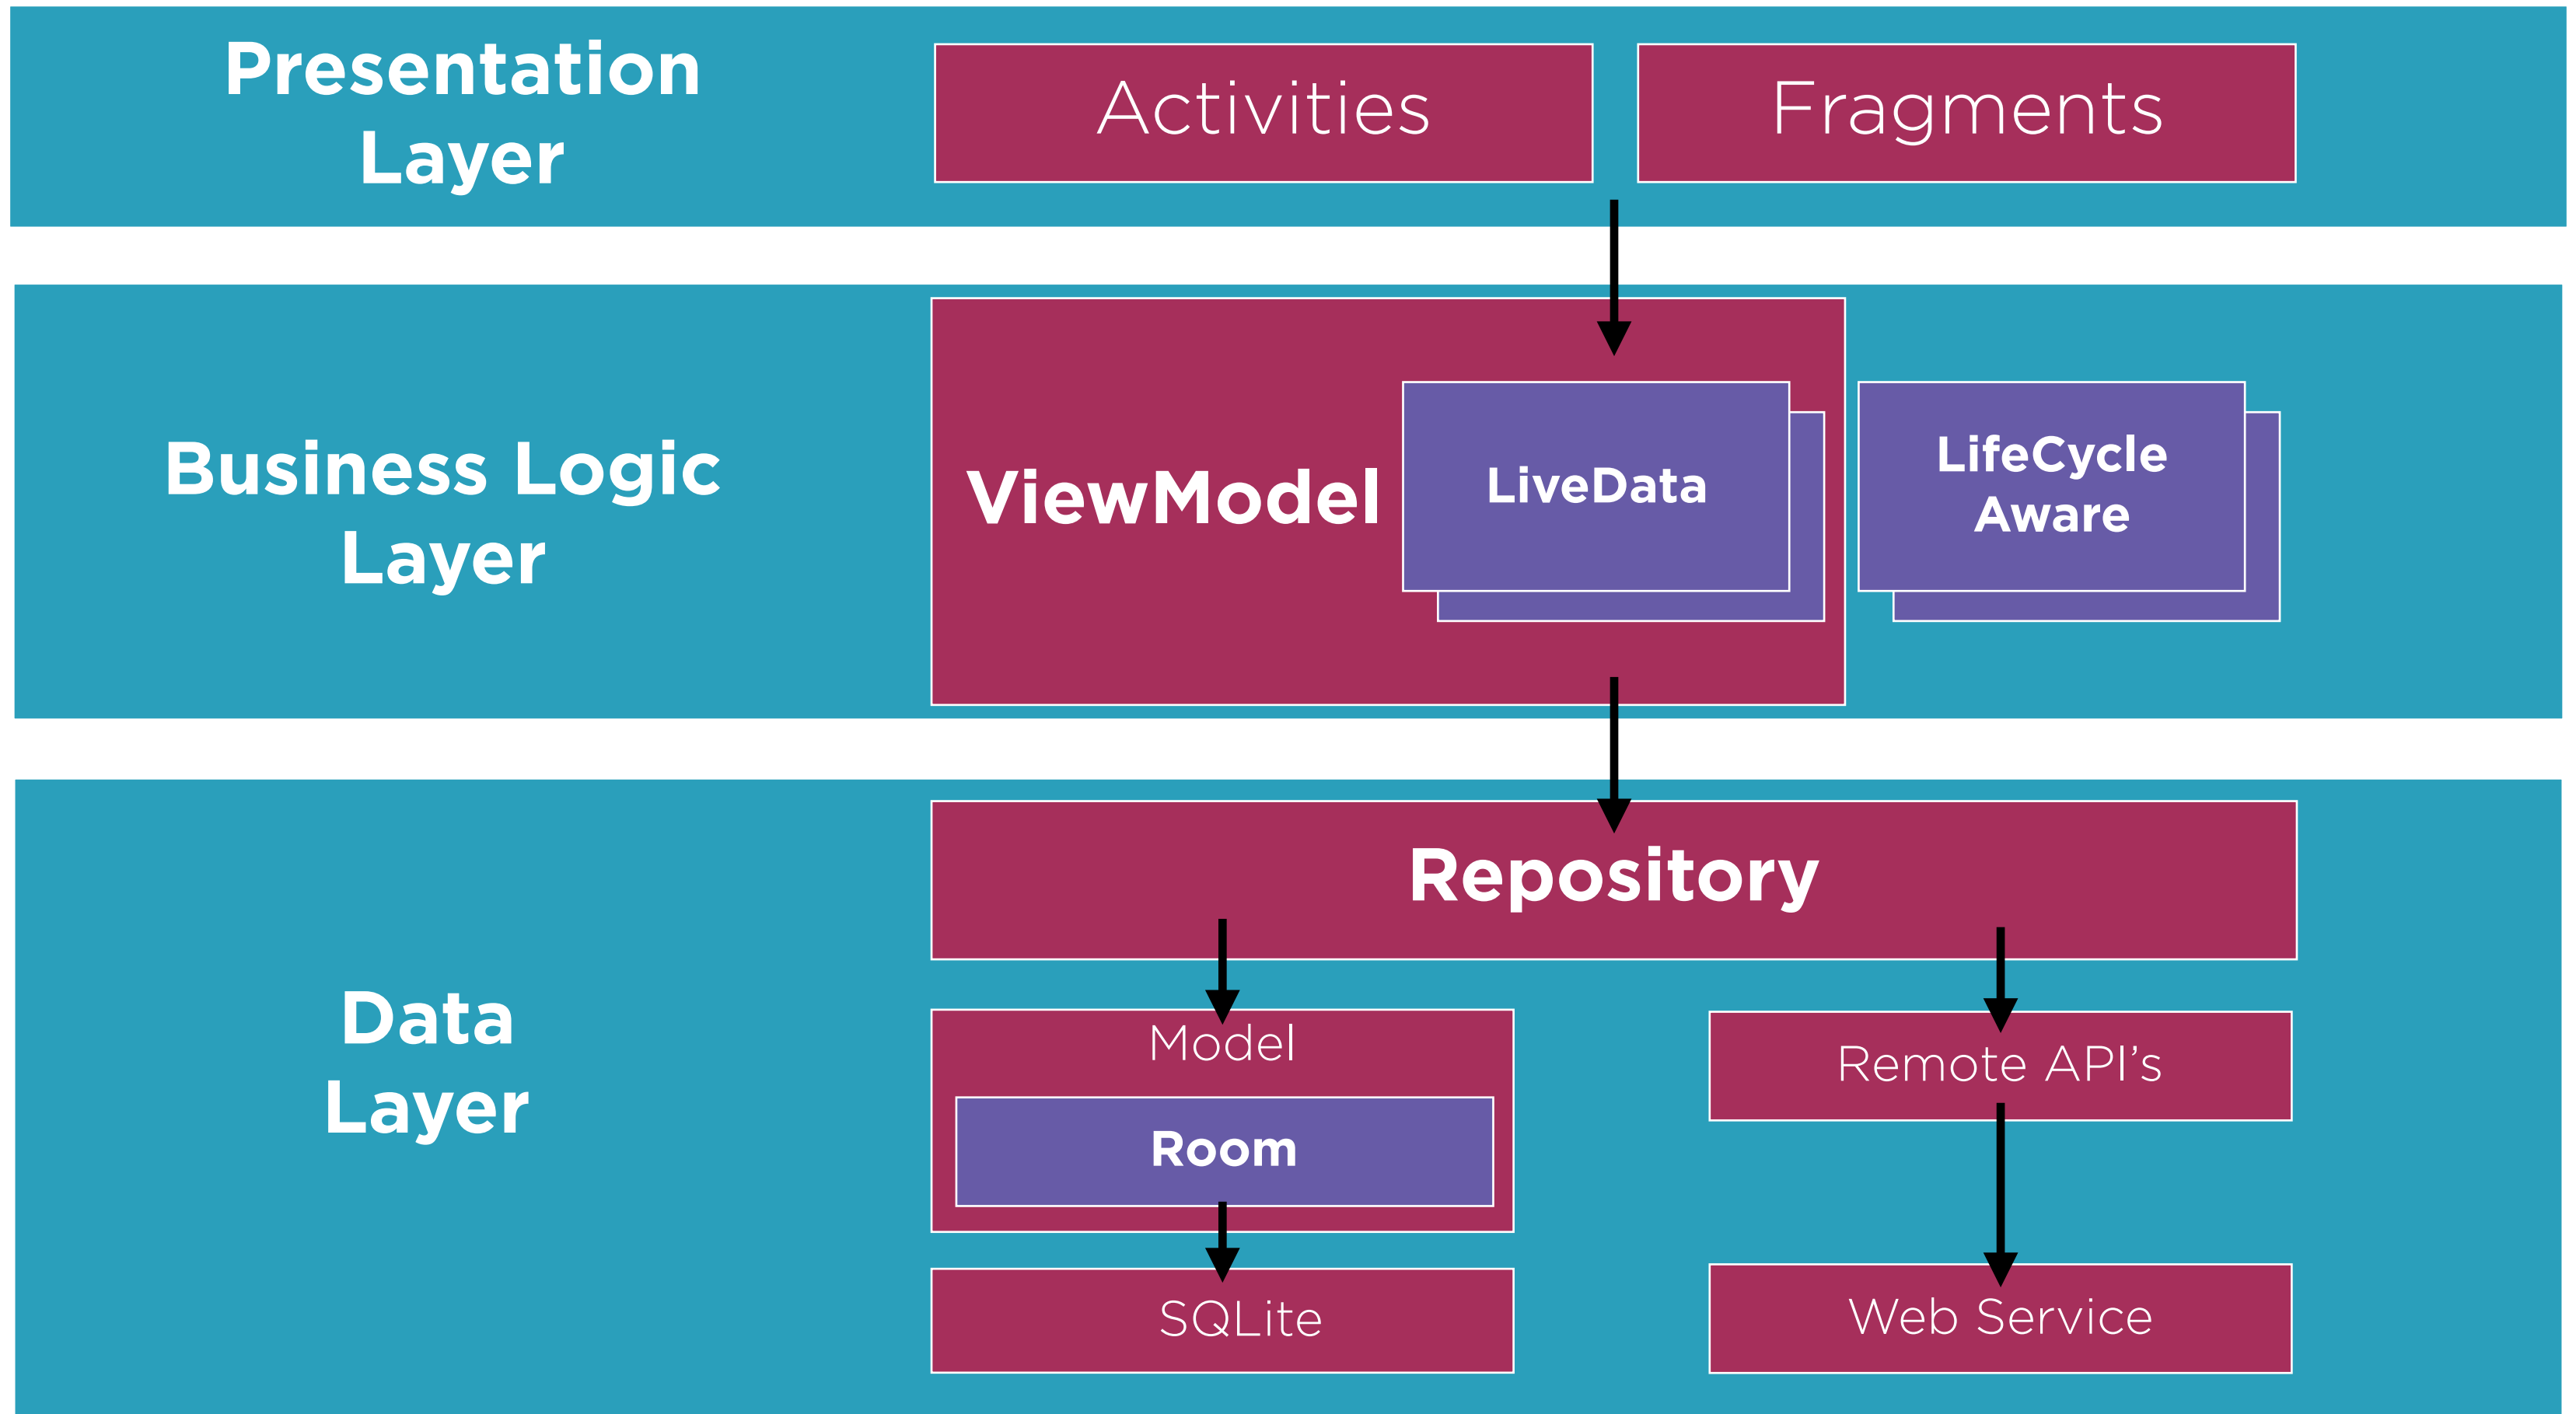 Presentation
Layer
Activities
Fragments
Business Logic
Layer
ViewModel
LiveData
LifeCycle
Aware
Data
Layer
Repository
Model
Room
SQLite
Remote API’s
Web Service